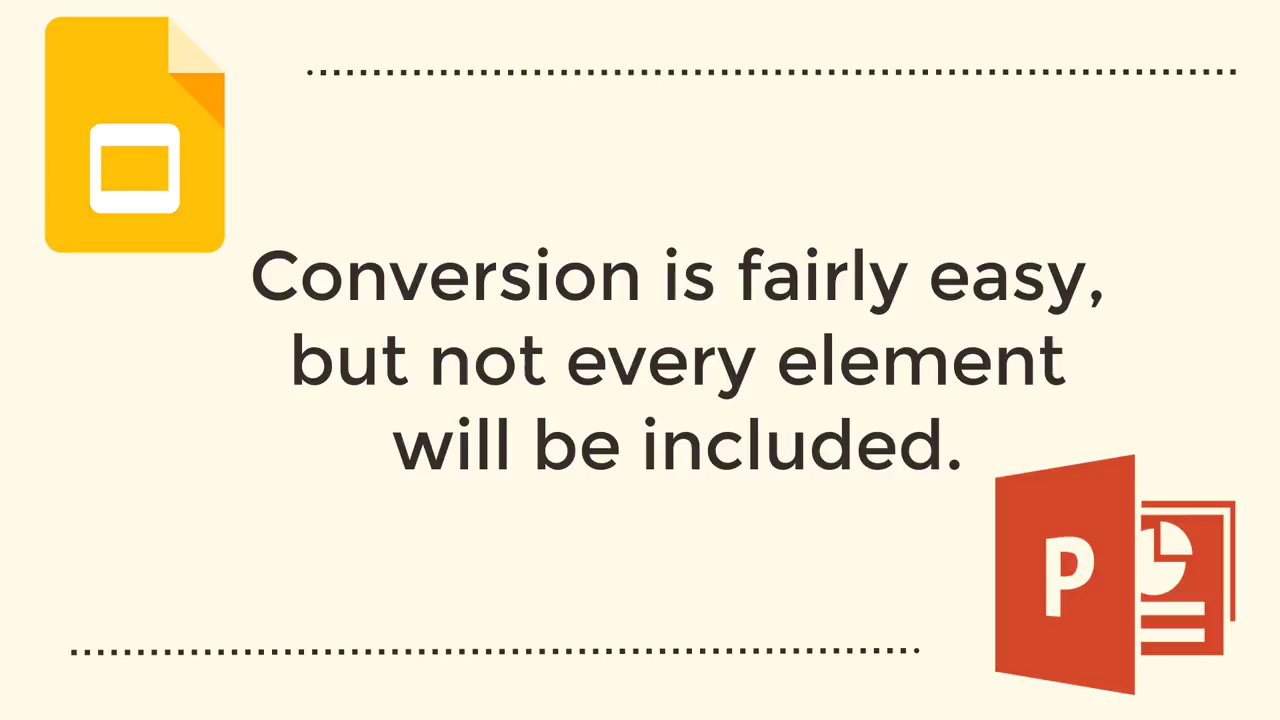 Conversion is fairly easy,
but not every element
will be included.
P